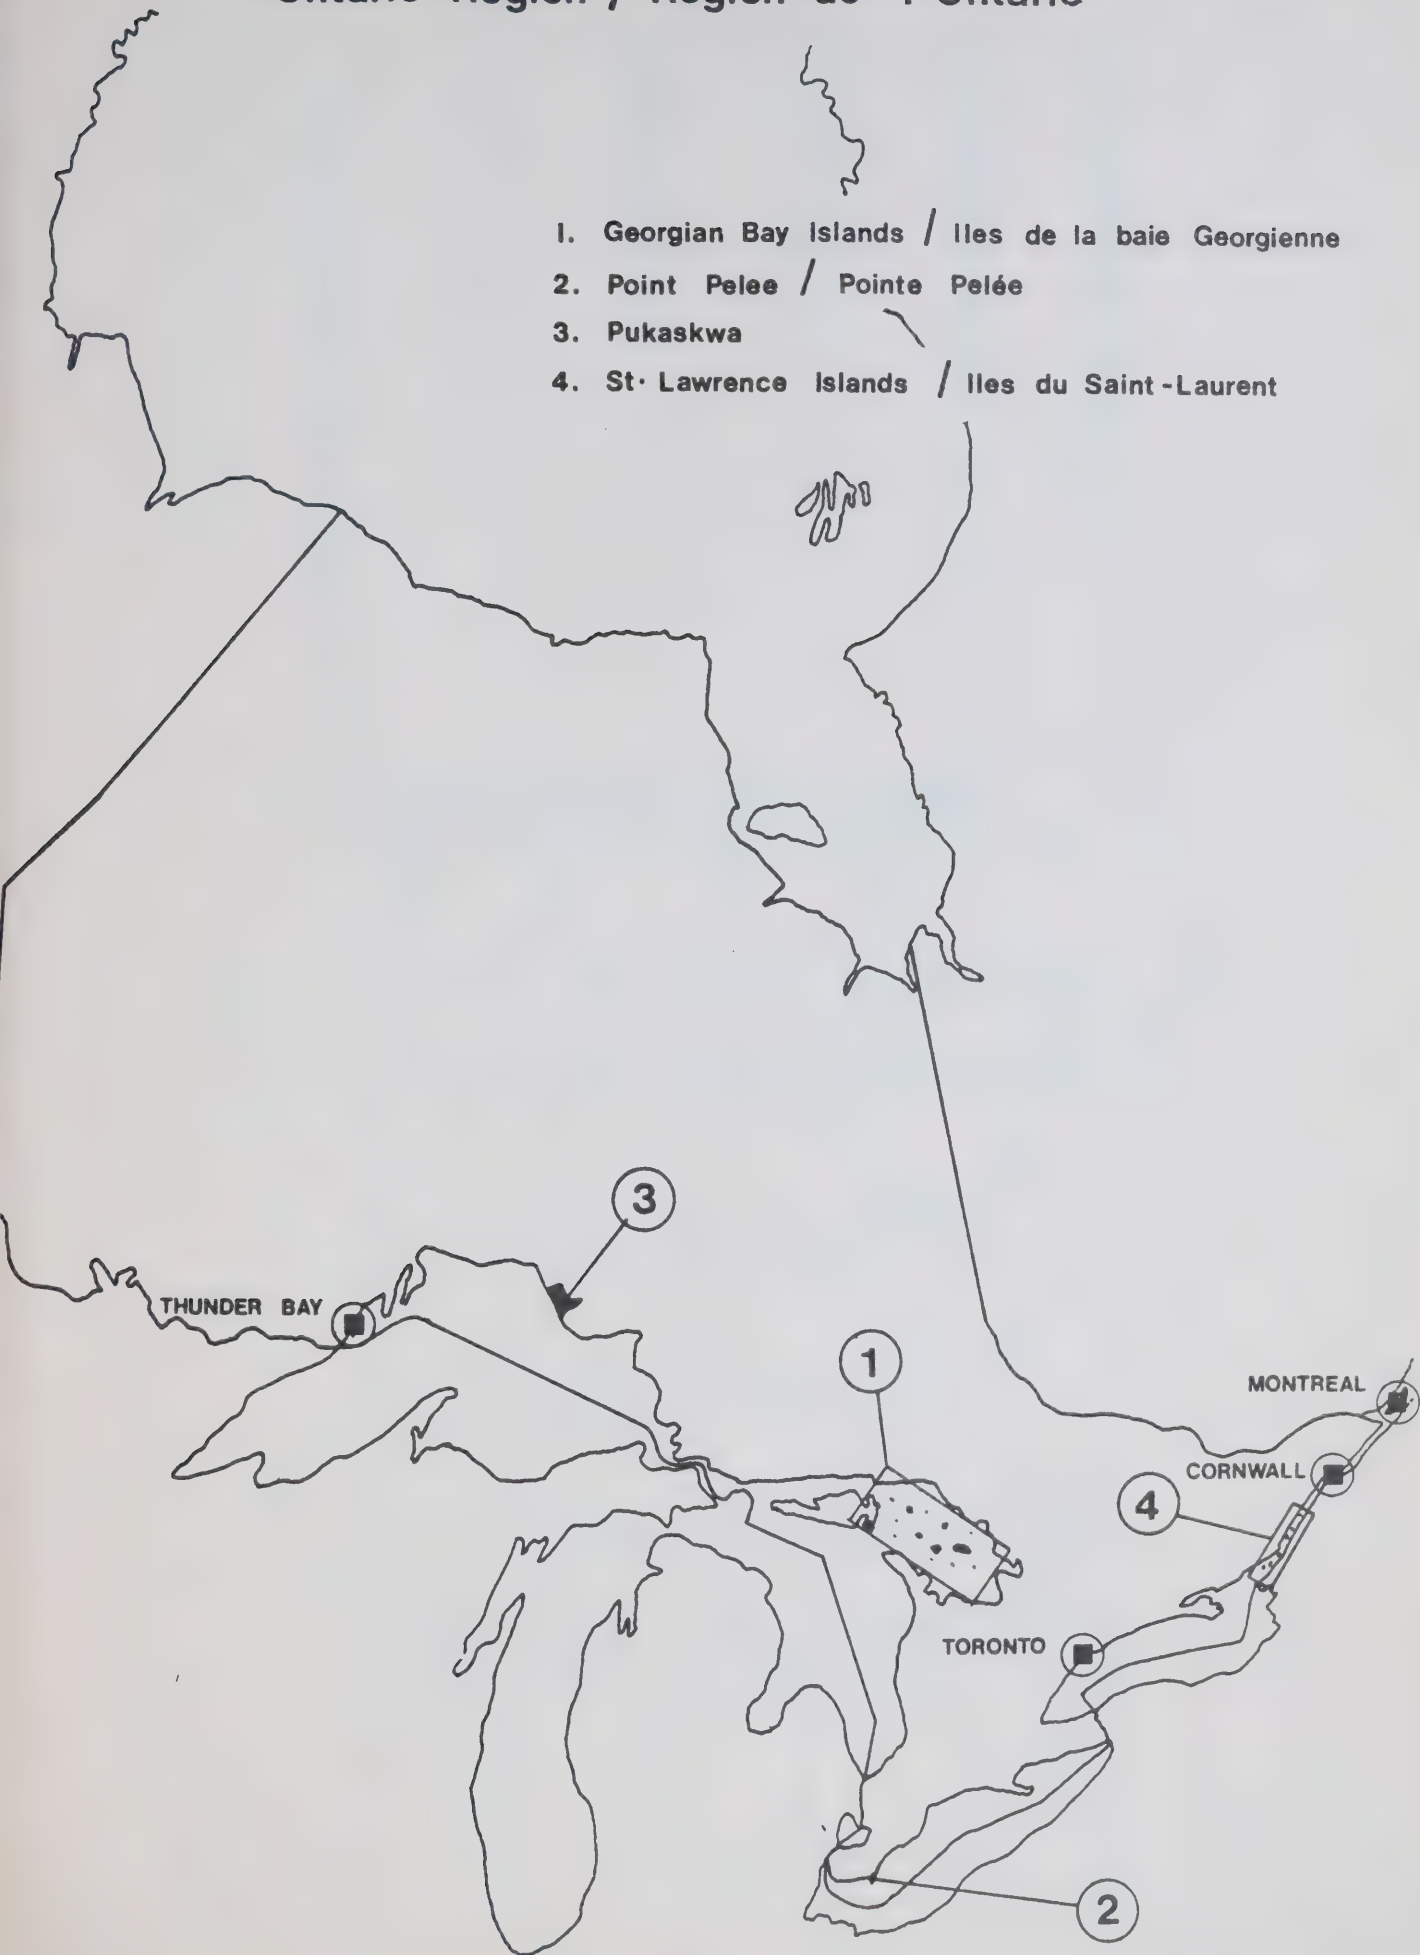 Ontario Region / Région de l'Ontario
1. Georgian Bay Islands / Iles de la baie Georgienne
2. Point Pelee / Pointe Pelée
3. Pukaskwa
4. St. Lawrence Islands / Iles du Saint-Laurent
3
THUNDER BAY
1
MONTREAL
CORNWALL
4
TORONTO
2